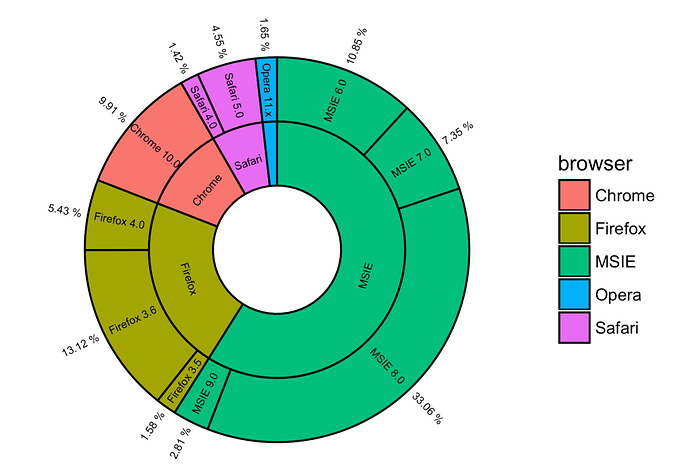 1.65 %
10.85 %
4.55 %
1.42 %
7.35 %
9.91 %
5.43 %
13.12 %
1.58 %
2.81 %
33.06 %
Opera 11.x
MSIE 6.0
MSIE 7.0
MSIE 8.0
MSIE 9.0
Firefox 3.5
Firefox 3.6
Firefox 4.0
Chrome 10.0
Safari 4.0
Safari 5.0
MSIE
Firefox
Chrome
Safari
browser
Chrome
Firefox
MSIE
Opera
Safari